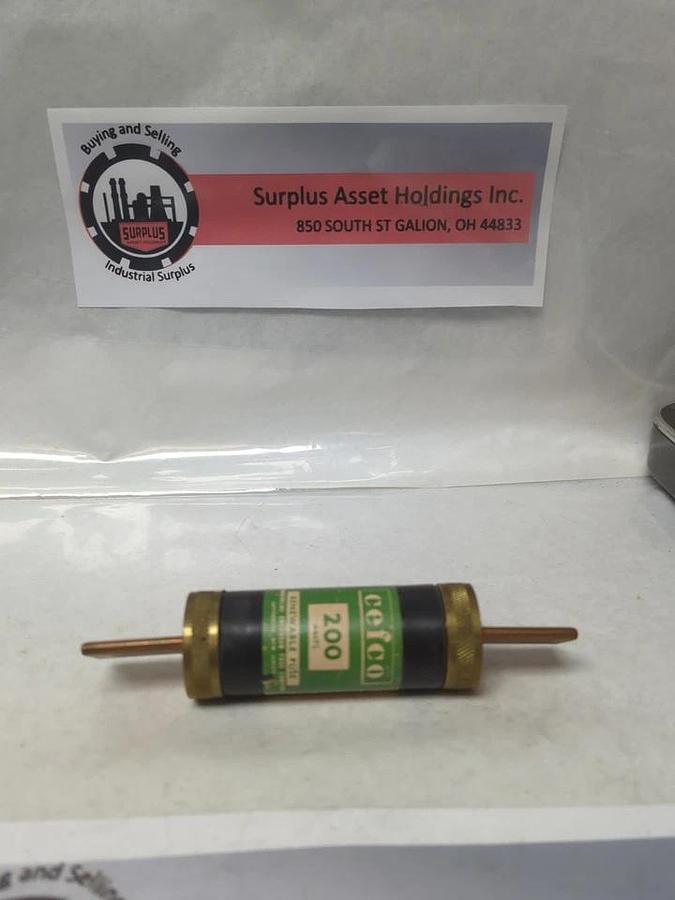 Buying and Selling
Surplus Asset Holdings Inc.
850 SOUTH ST GALION, OH 44833
SURPLUS
Industrial Surplus
cefco
200
AMPS
RENEWABLE FUSE
and Selling